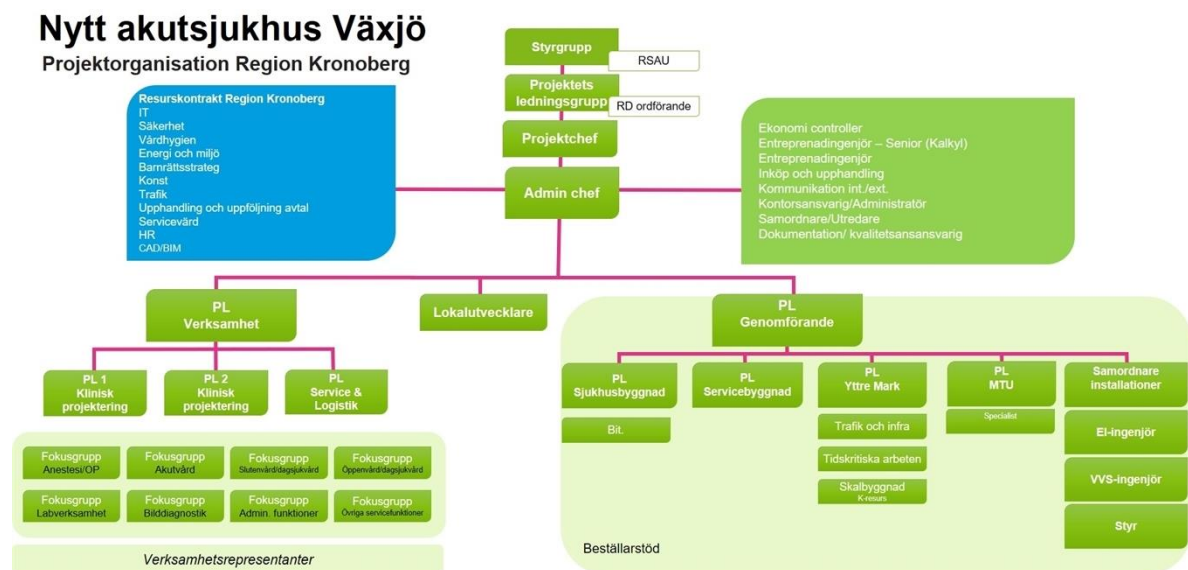 Nytt akutsjukhus Växjö
Projektorganisation Region Kronoberg
Styrgrupp
RSAU
Projektets
ledningsgrupp
RD ordförande
Projektchef
Admin chef
Resurskontrakt Region Kronoberg
IT
Säkerhet
Vårdhygien
Energi och miljö
Barnrättsstrateg
Konst
Trafik
Upphandling och uppföljning avtal
Servicevärd
HR
CAD/BIM
Ekonomi controller
Entreprenadingenjör – Senior (Kalkyl)
Entreprenadingenjör
Inköp och upphandling
Kommunikation int./ext.
Kontorsansvarig/Administratör
Samordnare/Utredare
Dokumentation/ kvalitetsansansvarig
PL
Verksamhet
Lokalutvecklare
PL
Genomförande
PL 1
Klinisk
projektering
PL 2
Klinisk
projektering
PL
Service &
Logistik
PL
Sjukhusbyggnad
Bit.
PL
Servicebyggnad
PL
Yttre Mark
Trafik och infra
Tidskritiska arbeten
Skalbyggnad
K-resurs
PL
MTU
Specialist
Samordnare
installationer
El-ingenjör
VVS-ingenjör
Styr
Fokusgrupp
Anestesi/OP
Fokusgrupp
Akutvård
Fokusgrupp
Slutenvård/dagsjukvård
Fokusgrupp
Öppenvård/dagsjukvård
Fokusgrupp
Labverksamhet
Fokusgrupp
Bilddiagnostik
Fokusgrupp
Admin. funktioner
Fokusgrupp
Övriga servicefunktioner
Verksamhetsrepresentanter
Beställarstöd